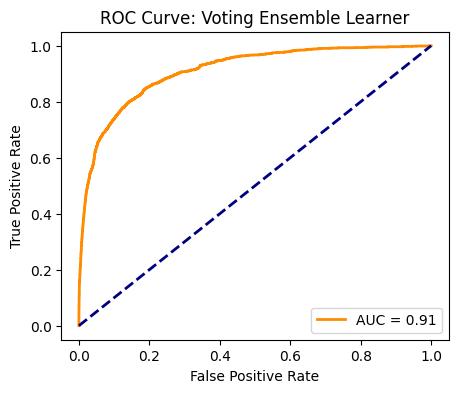 ROC Curve: Voting Ensemble Learner
True Positive Rate
1.0
0.8
0.6
0.4
0.2
0.0
0.0 0.2 0.4 0.6 0.8 1.0
False Positive Rate
AUC = 0.91